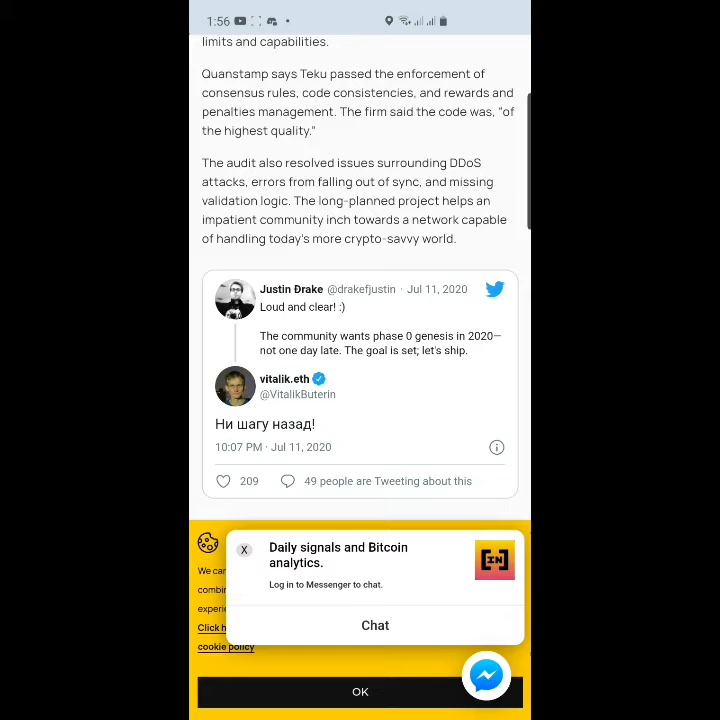 1:56
limits and capabilities.
Quanstamp says Teku passed the enforcement of
consensus rules, code consistencies, and rewards and
penalties management. The firm said the code was, "of
the highest quality."
The audit also resolved issues surrounding DDoS
attacks, errors from falling out of sync, and missing
validation logic. The long-planned project helps an
impatient community inch towards a network capable
of handling today's more crypto-savvy world.
Justin Ðrake @drakefjustin · Jul 11, 2020
Loud and clear! :)
The community wants phase 0 genesis in 2020—
not one day late. The goal is set; let's ship.
vitalik.eth
@VitalikButerin
Ни шагу назад!
10:07 PM · Jul 11, 2020
209 49 people are Tweeting about this
X
Daily signals and Bitcoin
analytics.
[IN]
Log in to Messenger to chat.
Chat
We can
combin
experie
Click h
cookie policy
OK